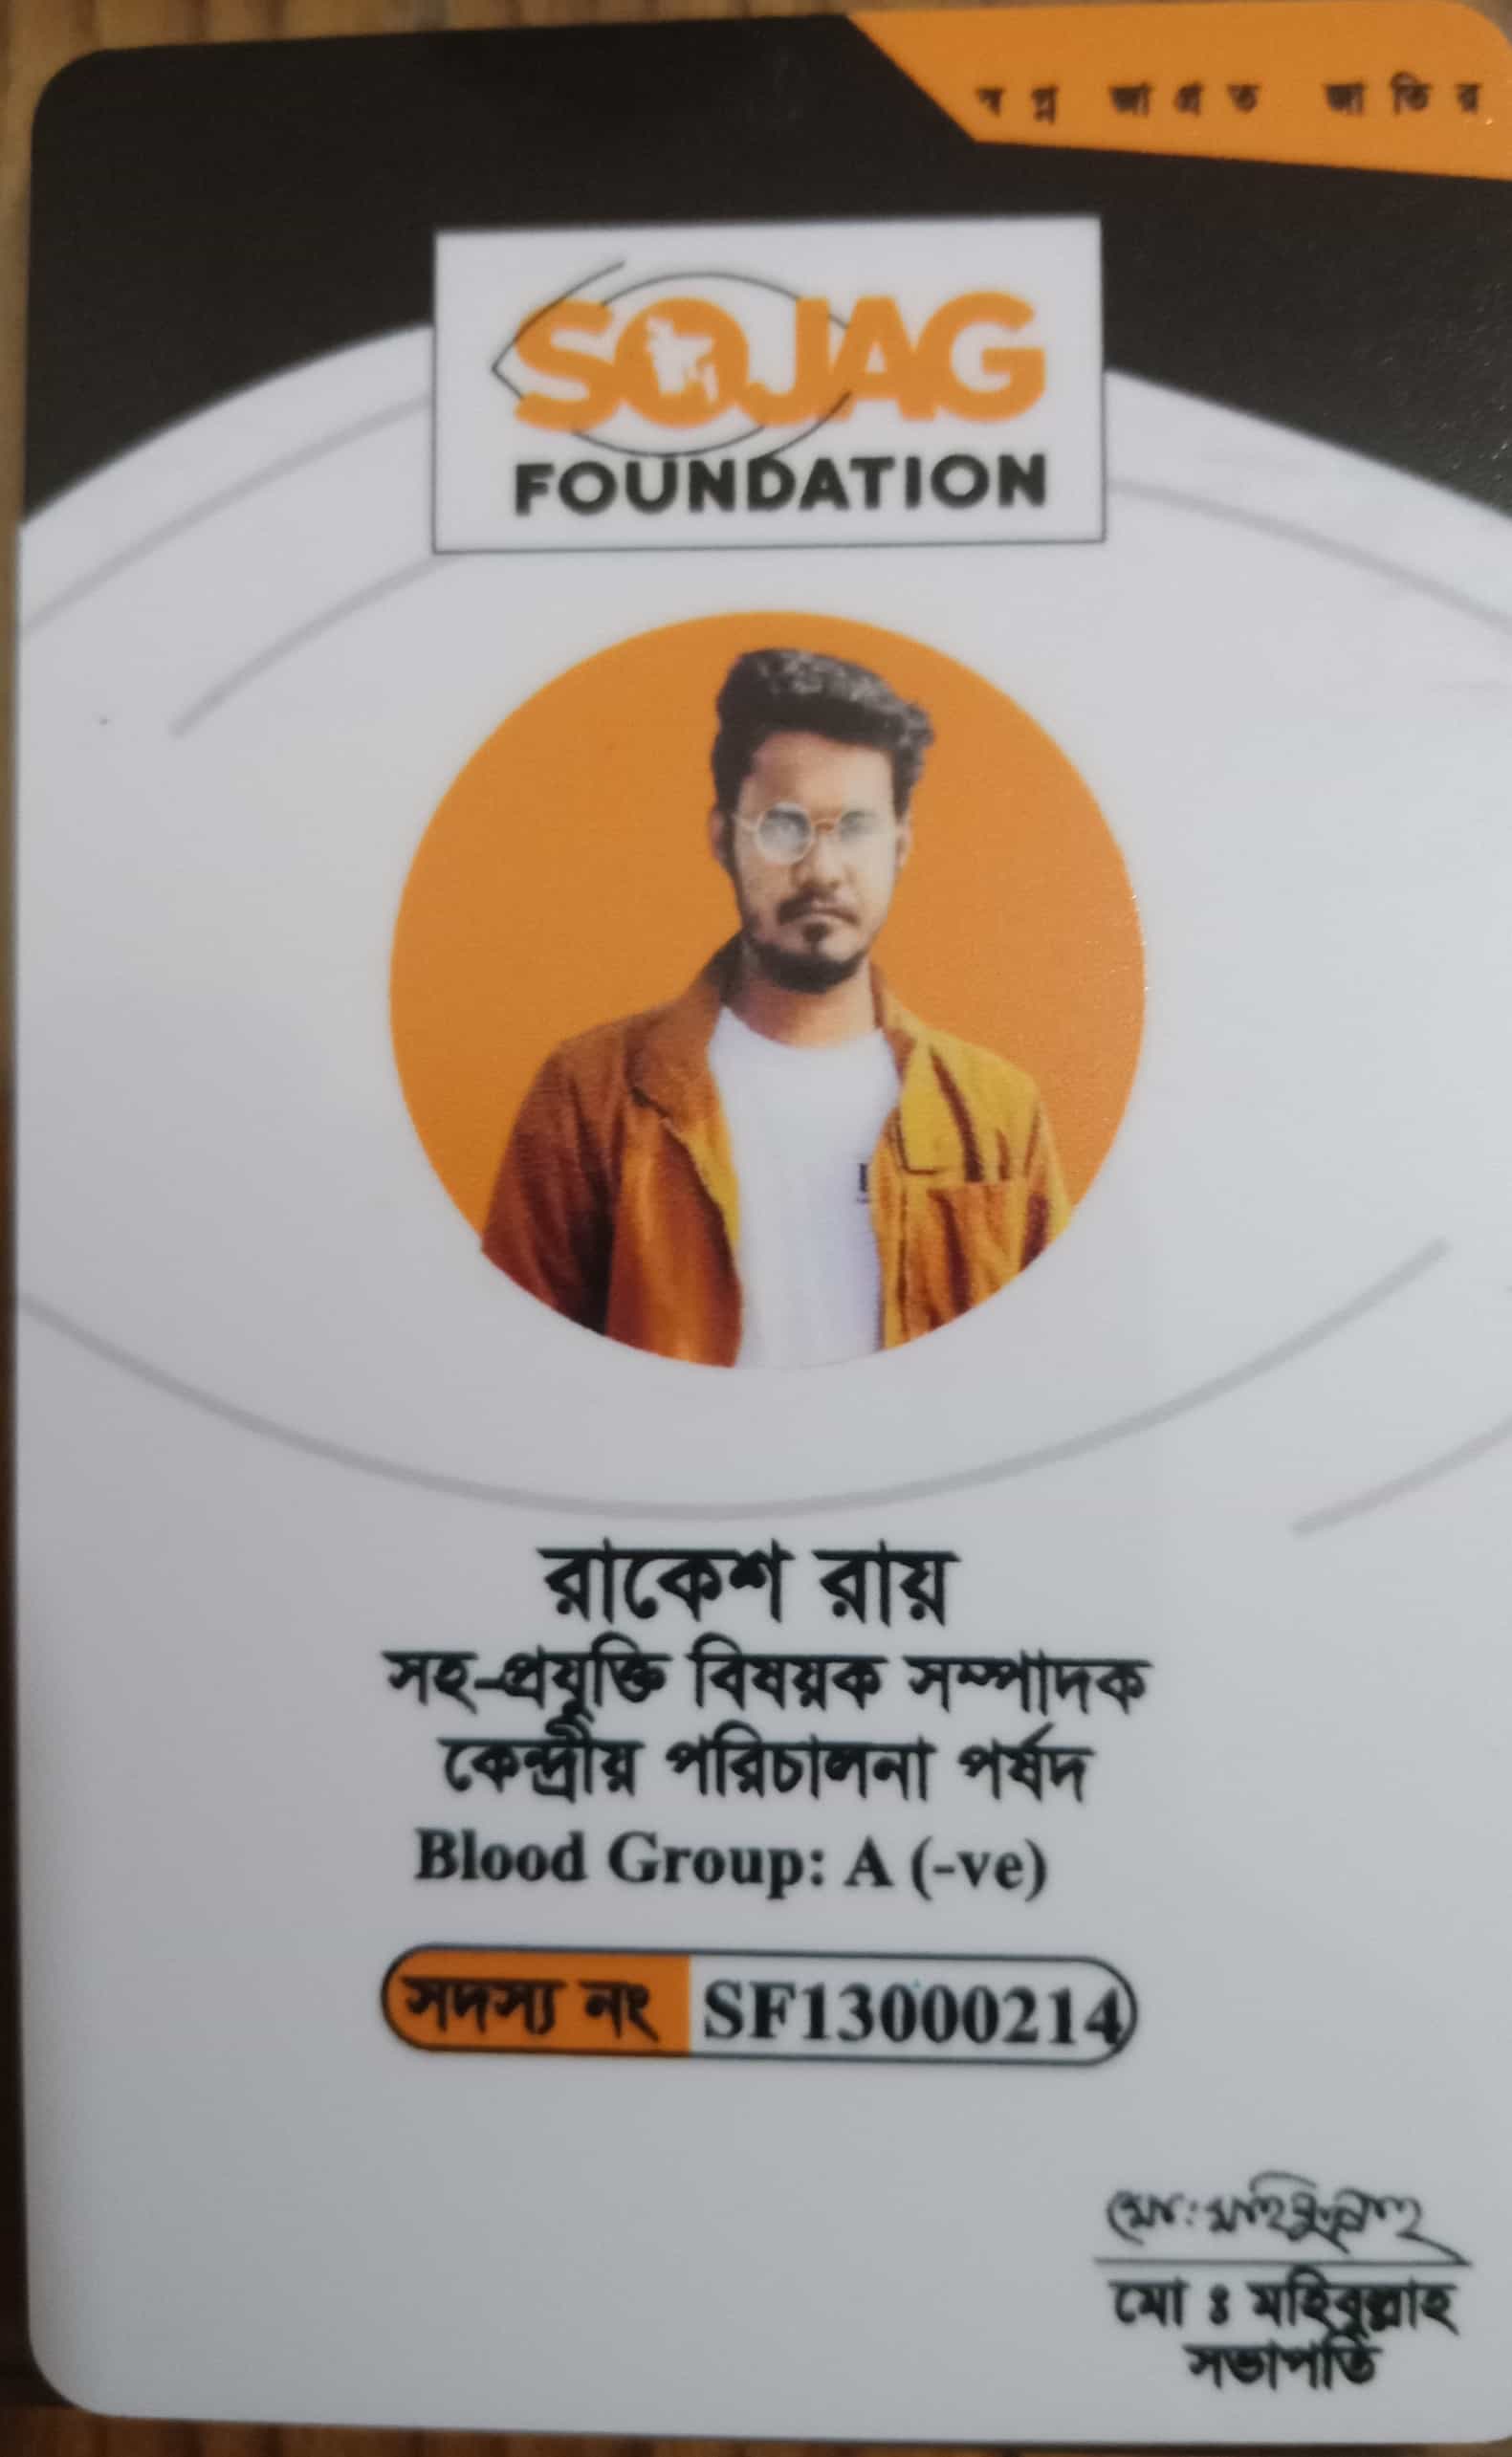 স্বপ্ন জাগ্রত জাতির
SOJAG
FOUNDATION
রাকেশ রায়
সহ-প্রযুক্তি বিষয়ক সম্পাদক
কেন্দ্রীয় পরিচালনা পর্ষদ
Blood Group: A (-ve)
সদস্য নং SF13000214
মো: মহিবুল্লাহ
মো ঃ মহিবুল্লাহ
সভাপতি